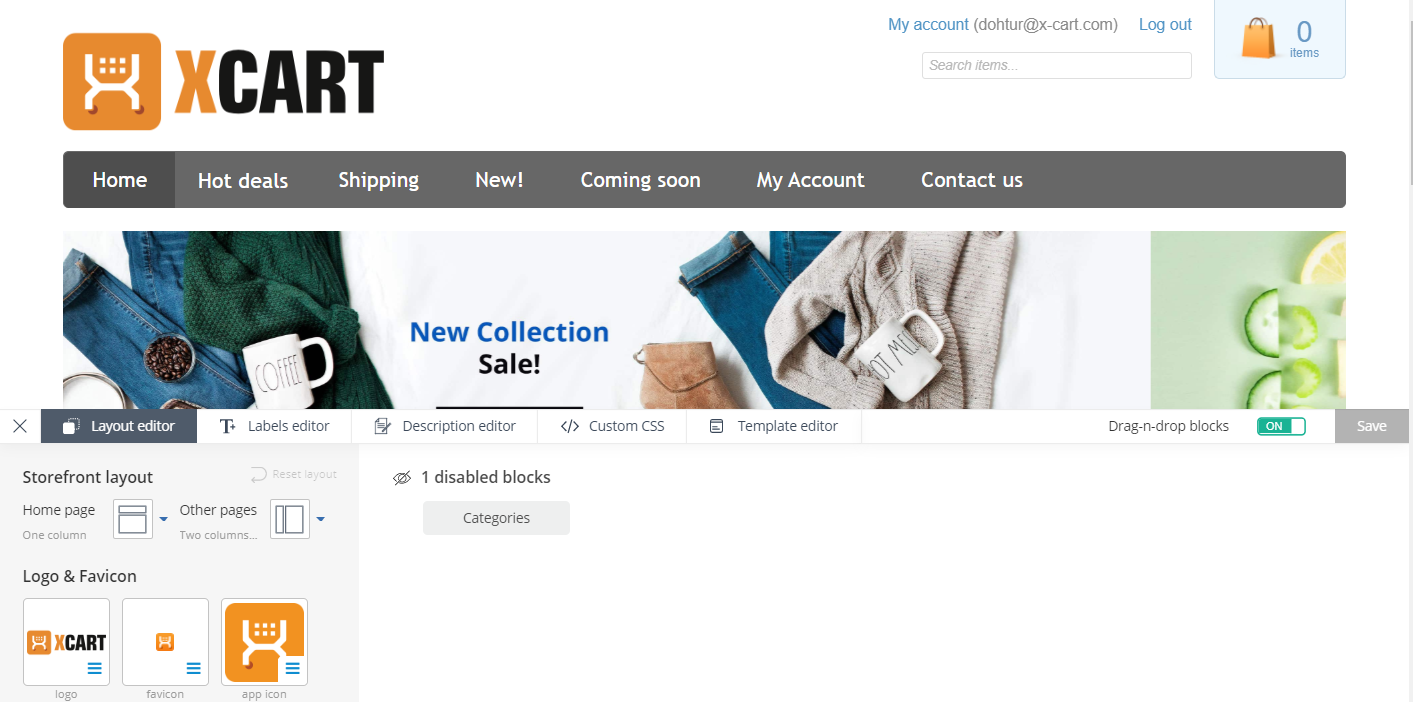 My account (dohtur@x-cart.com) Log out
0
items
Search items...
XCART
Home Hot deals Shipping New! Coming soon My Account Contact us
New Collection
Sale!
COFFEE
Layout editor Labels editor Description editor Custom CSS Template editor Drag-n-drop blocks ON Save
Storefront layout Reset layout
1 disabled blocks
Home page Other pages
One column Two columns...
Categories
Logo & Favicon
XCART
logo favicon app icon